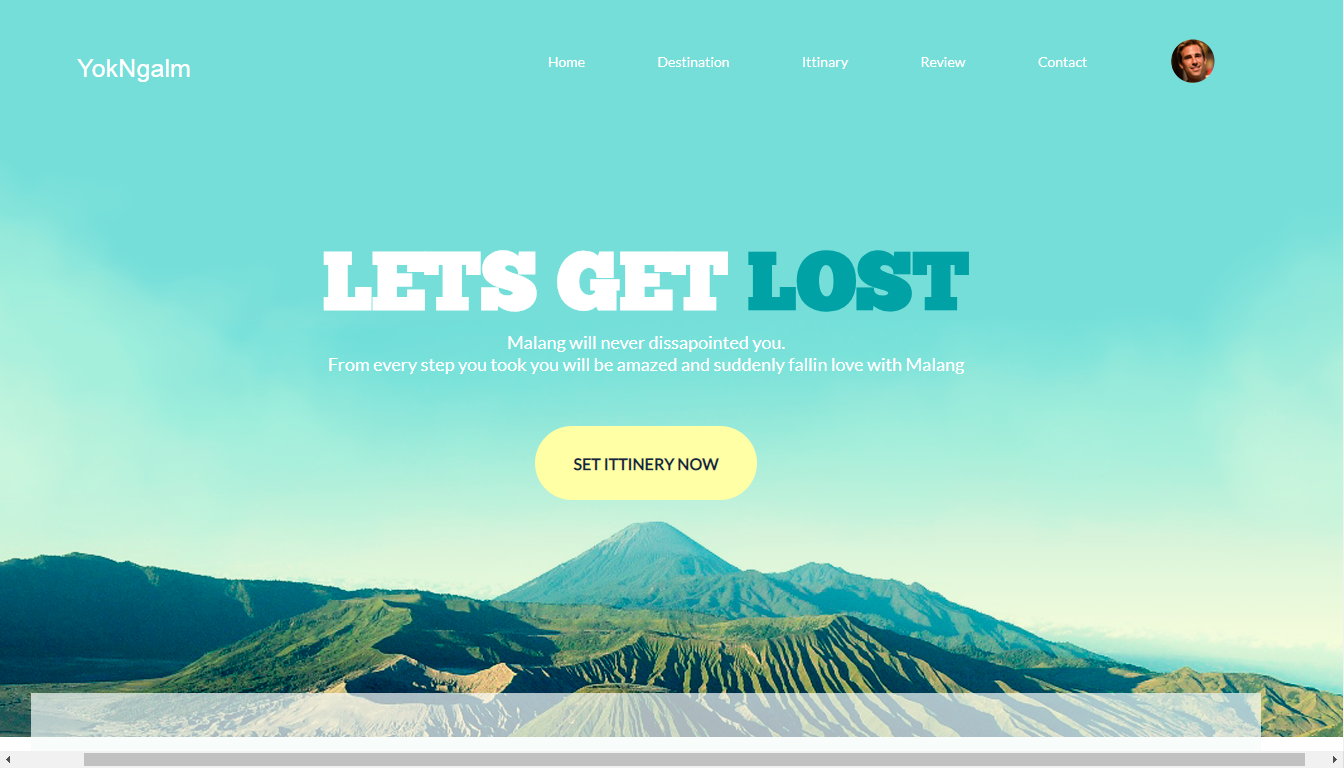 YokNgalm
Home
Destination
Ittinary
Review
Contact
LETS GET LOST
Malang will never dissapointed you.
From every step you took you will be amazed and suddenly fallin love with Malang
SET ITTINERY NOW